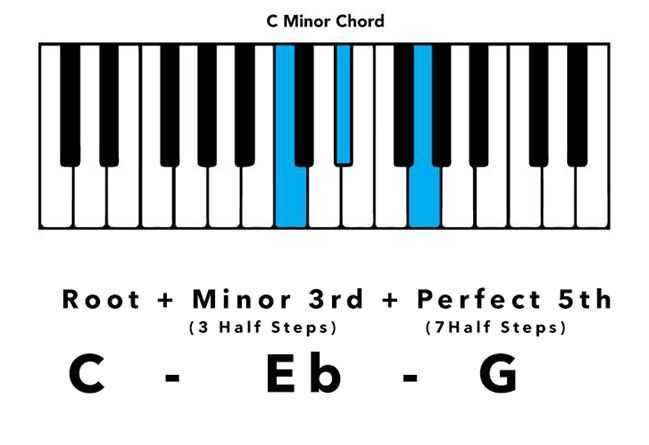 C Minor Chord
Root + Minor 3rd + Perfect 5th
(3 Half Steps) (7Half Steps)
C - Eb - G